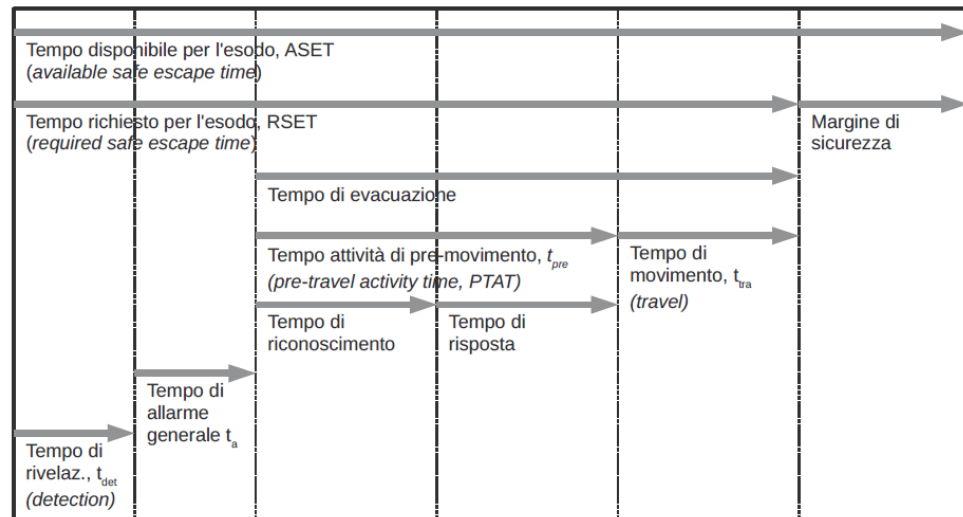 Tempo disponibile per l'esodo, ASET
(available safe escape time)
Tempo richiesto per l'esodo, RSET
(required safe escape time)
Margine di
sicurezza
Tempo di evacuazione
Tempo attività di pre-movimento, tpre
(pre-travel activity time, PTAT)
Tempo di
movimento, ttra
(travel)
Tempo di
riconoscimento
Tempo di
risposta
Tempo di
allarme
generale ta
Tempo di
rivelaz., tdet
(detection)